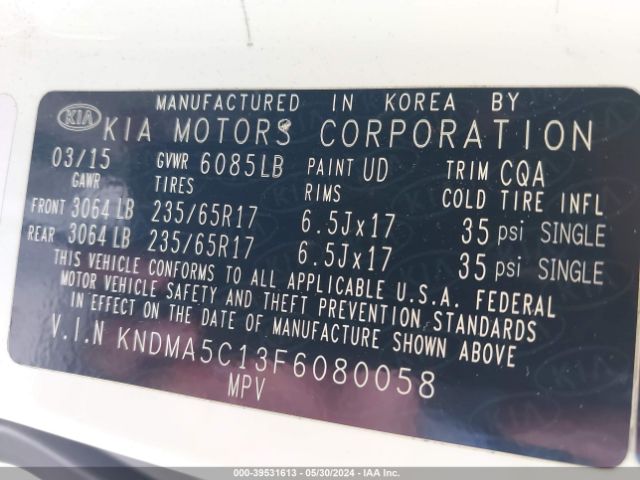 MANUFACTURED IN KOREA BY
KIA KIA MOTORS CORPORATION
03/15 GVWR 6085LB PAINT UD TRIM CQA
GAWR TIRES RIMS COLD TIRE INFL
FRONT 3064 LB 235/65R17 6.5Jx17 35 psi SINGLE
REAR 3064 LB 235/65R17 6.5Jx17 35 psi SINGLE
THIS VEHICLE CONFORMS TO ALL APPLICABLE U.S.A. FEDERAL
MOTOR VEHICLE SAFETY AND THEFT PREVENTION STANDARDS
IN EFFECT ON THE DATE OF MANUFACTURE SHOWN ABOVE
V.I.N KNDMA5C13F6080058
MPV
000-39531613 - 05/30/2024 - IAA Inc.